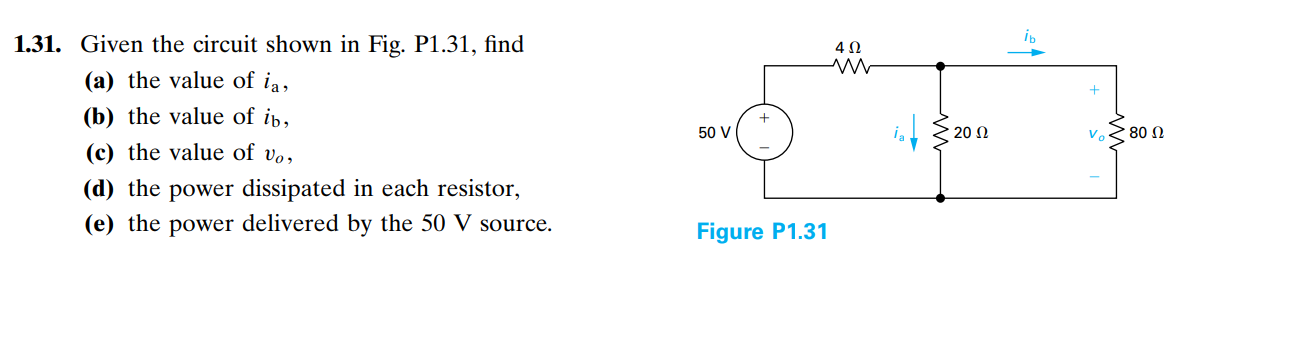 1.31. Given the circuit shown in Fig. P1.31, find
(a) the value of iₐ,
(b) the value of i_b,
(c) the value of vₒ,
(d) the power dissipated in each resistor,
(e) the power delivered by the 50 V source.
4 Ω
i_b
50 V
+
−
iₐ
20 Ω
+
vₒ
−
80 Ω
Figure P1.31